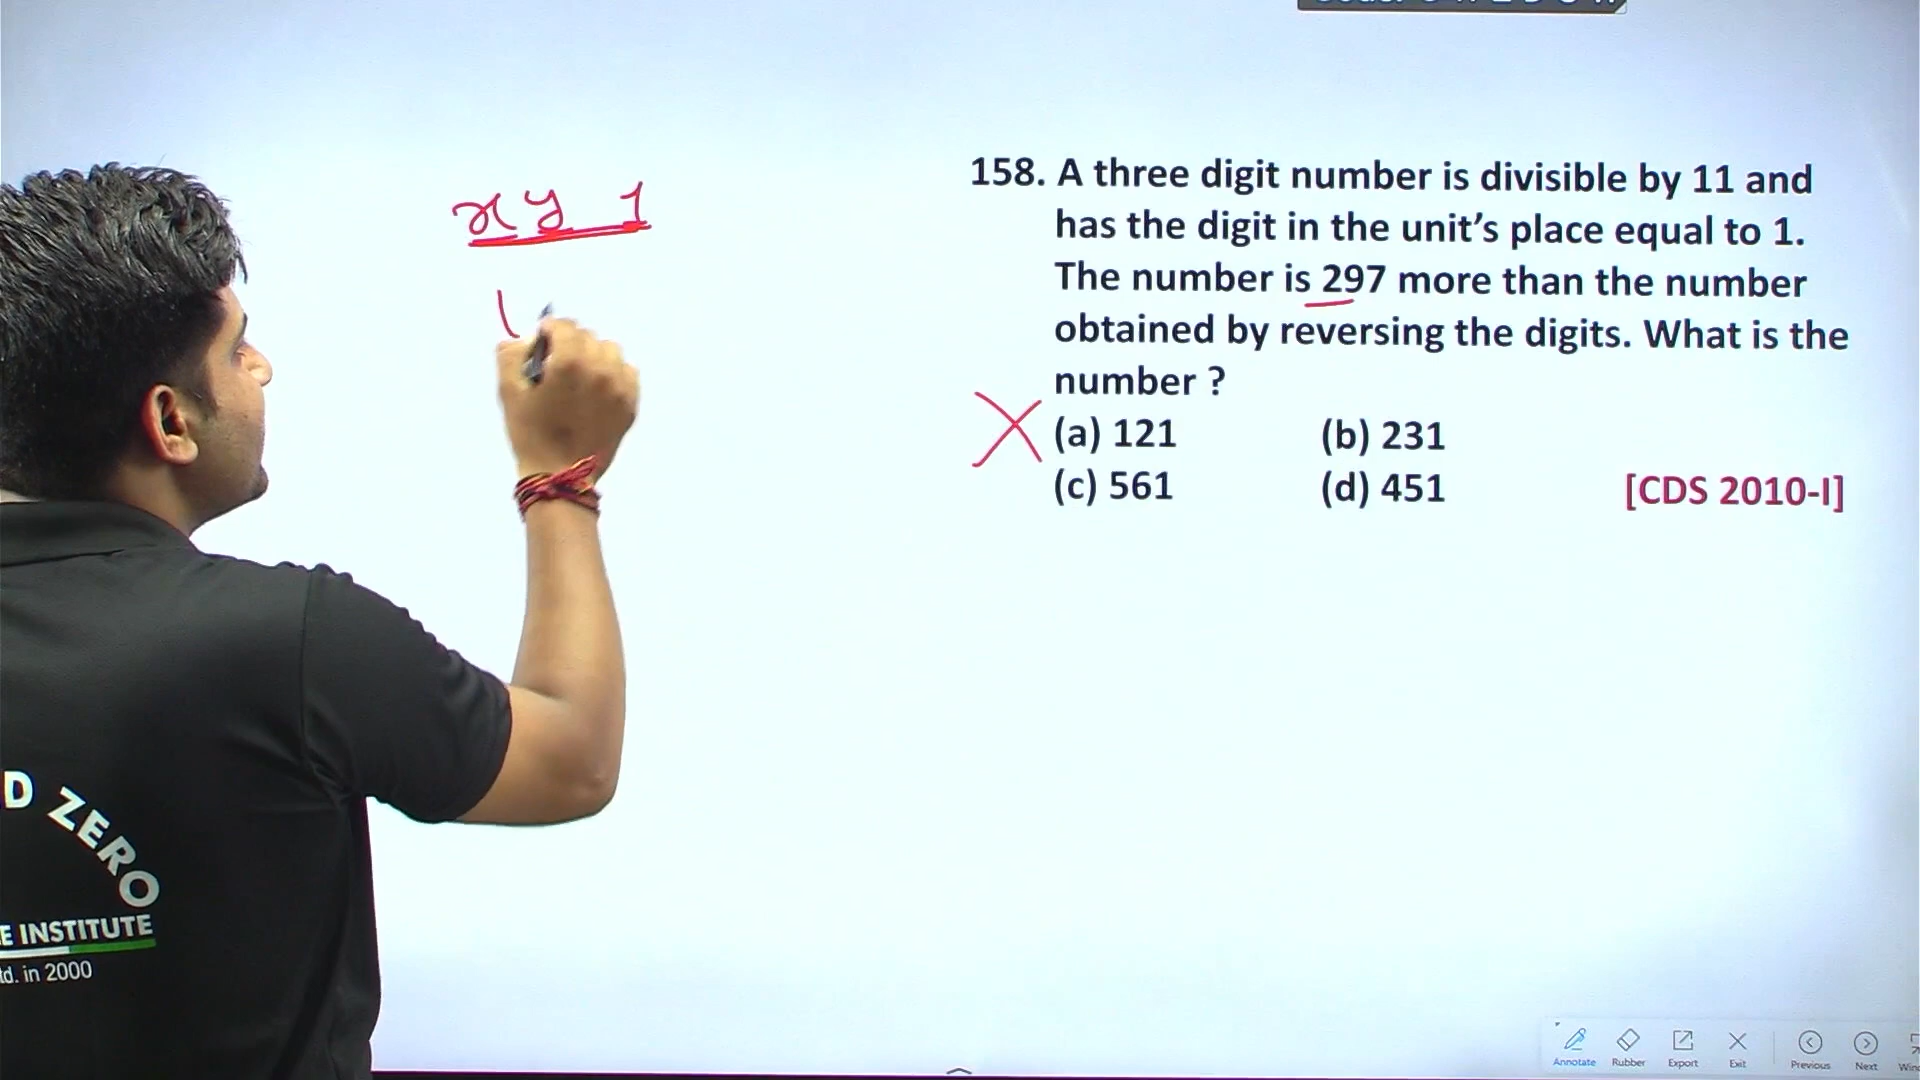 x y 1
158. A three digit number is divisible by 11 and
has the digit in the unit's place equal to 1.
The number is 297 more than the number
obtained by reversing the digits. What is the
number ?
(a) 121 (b) 231
(c) 561 (d) 451 [CDS 2010-I]
D ZERO
E INSTITUTE
td. in 2000
Annotate Rubber Export Exit Previous Next